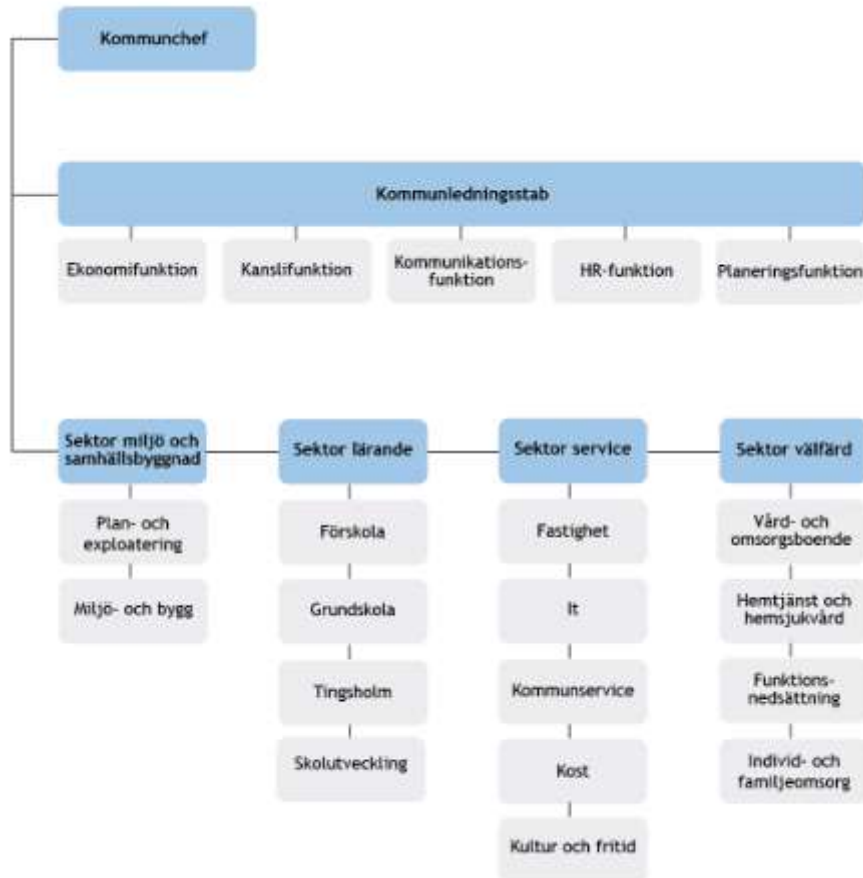 Kommunchef
Kommunledningsstab
Ekonomifunktion
Kanslifunktion
Kommunikations-
funktion
HR-funktion
Planeringsfunktion
Sektor miljö och
samhällsbyggnad
Plan- och
exploatering
Miljö- och bygg
Sektor lärande
Förskola
Grundskola
Tingsholm
Skolutveckling
Sektor service
Fastighet
It
Kommunservice
Kost
Kultur och fritid
Sektor välfärd
Vård- och
omsorgsboende
Hemtjänst och
hemsjukvård
Funktions-
nedsättning
Individ- och
familjeomsorg